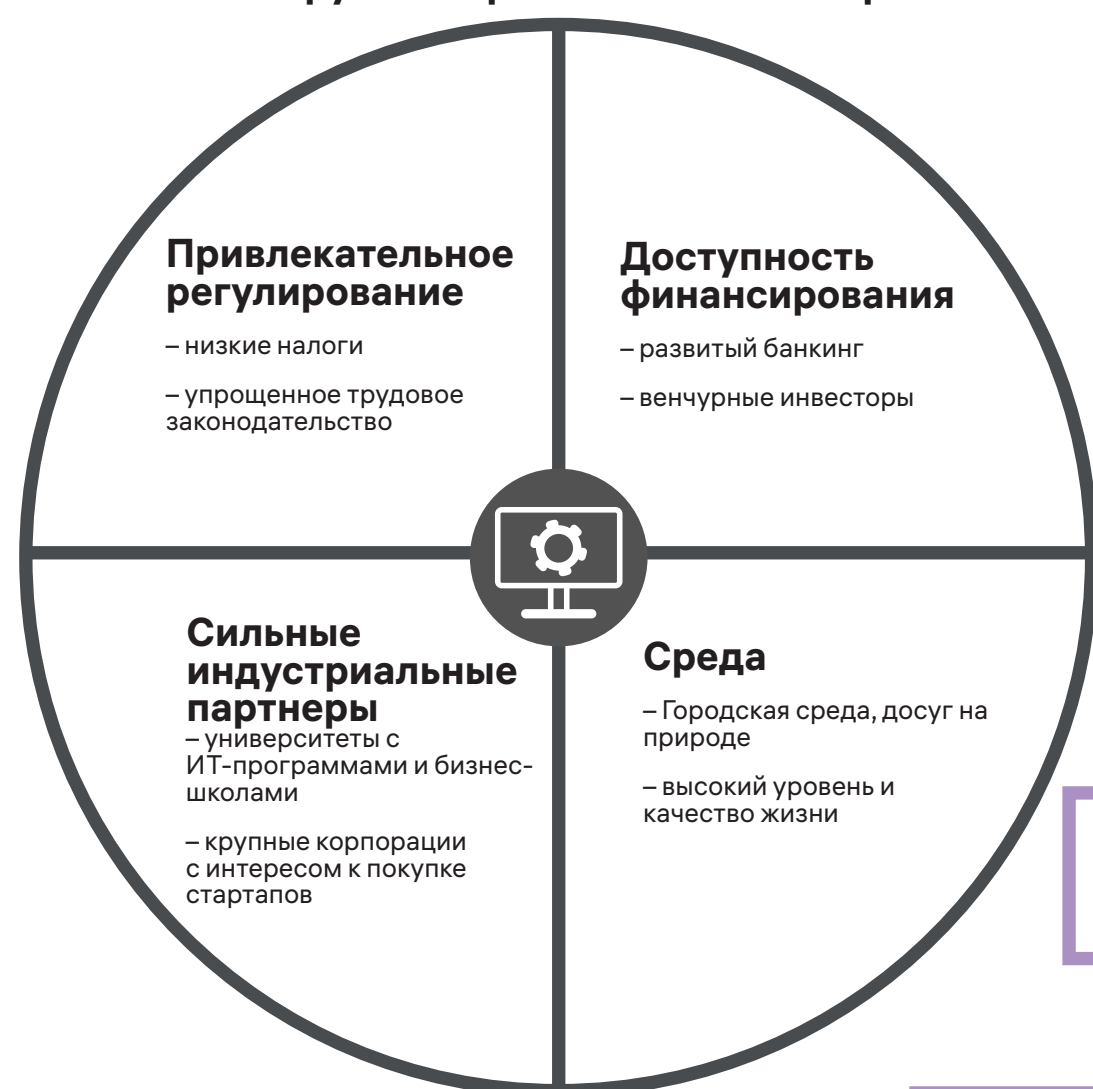 Привлекательное
регулирование
– низкие налоги
– упрощенное трудовое
законодательство
Доступность
финансирования
– развитый банкинг
– венчурные инвесторы
Сильные
индустриальные
партнеры
– университеты с
ИТ-программами и бизнес-
школами
– крупные корпорации
с интересом к покупке
стартапов
Среда
– Городская среда, досуг на
природе
– высокий уровень и
качество жизни